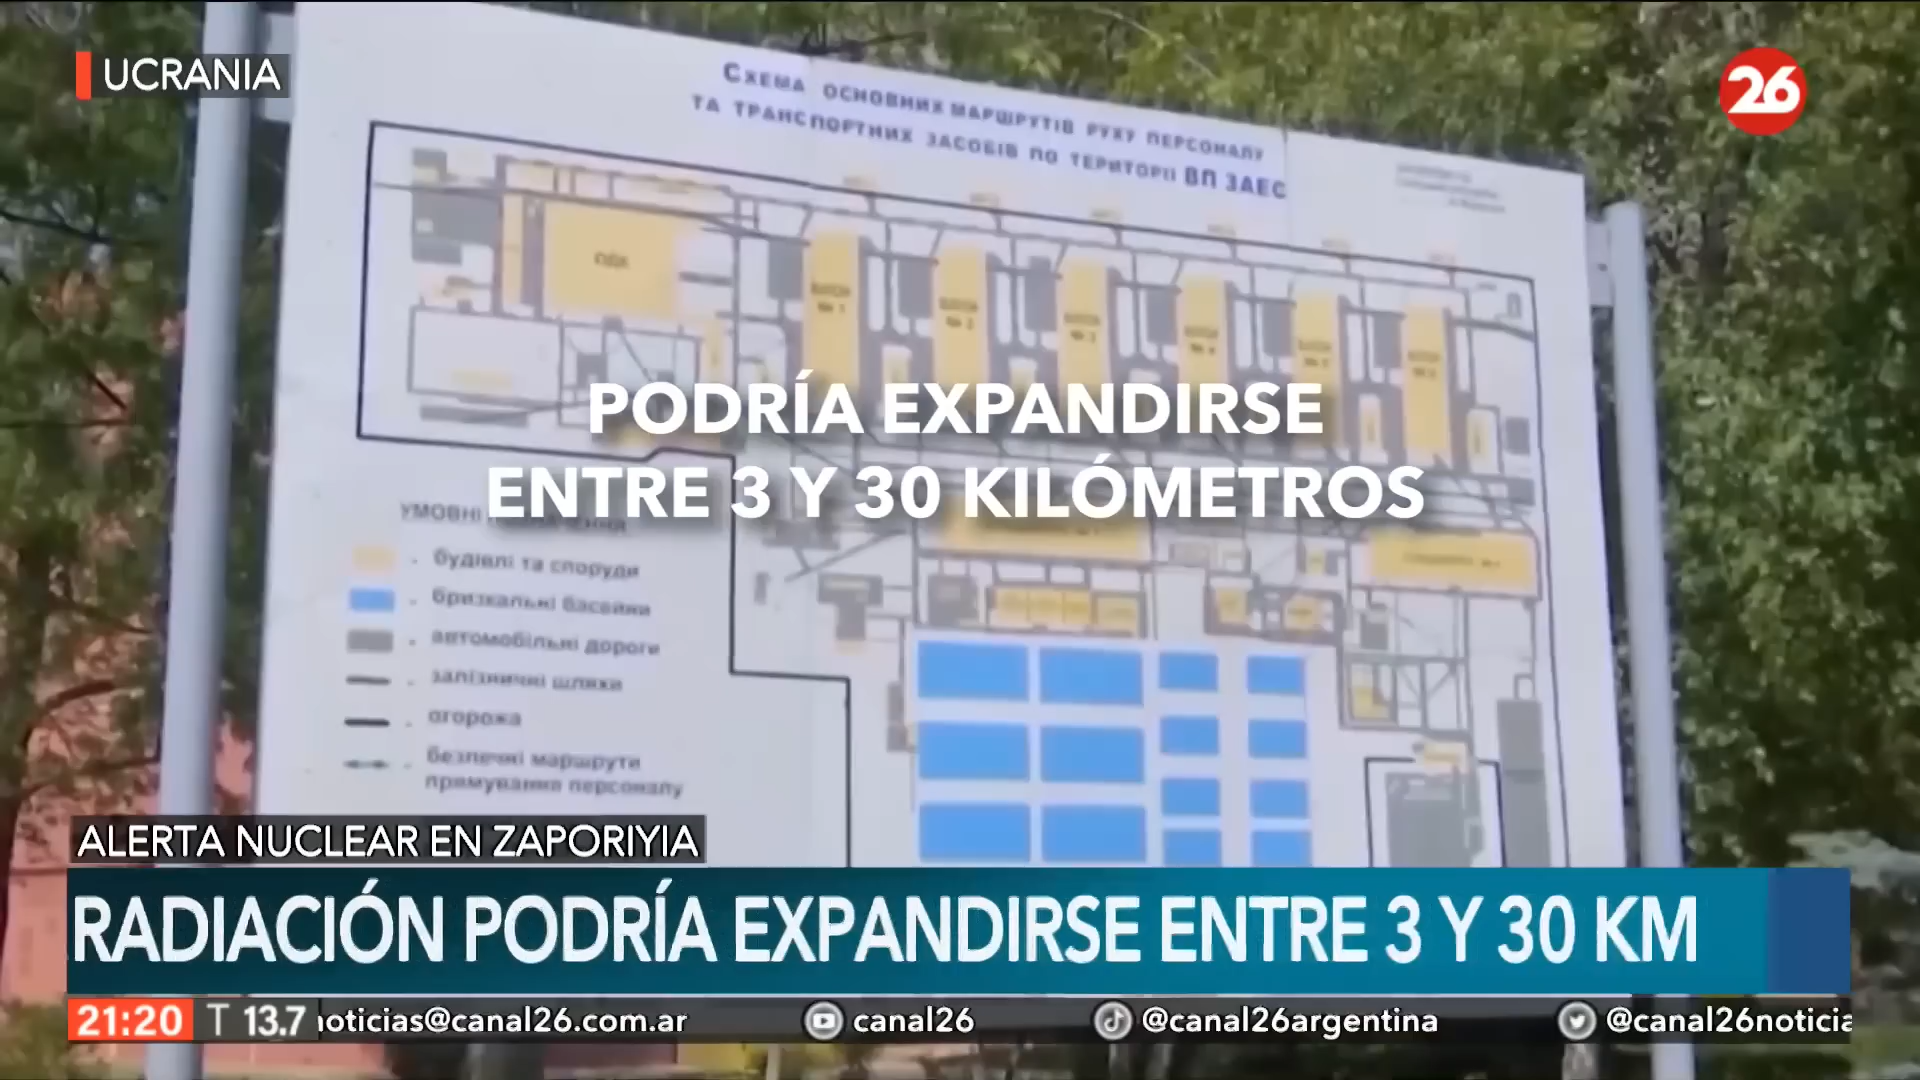 UCRANIA
26
Схема основних маршрутів руху персоналу
та транспортних засобів по території ВП ЗАЕС
PODRÍA EXPANDIRSE
ENTRE 3 Y 30 KILÓMETROS
УМОВНІ
будівлі та споруди
бризкальні басейни
автомобільні дороги
залізничні шляхи
огорожа
безпечні маршрути
прямування персоналу
ALERTA NUCLEAR EN ZAPORIYIA
RADIACIÓN PODRÍA EXPANDIRSE ENTRE 3 Y 30 KM
21:20 T 13.7 noticias@canal26.com.ar canal26 @canal26argentina @canal26noticia